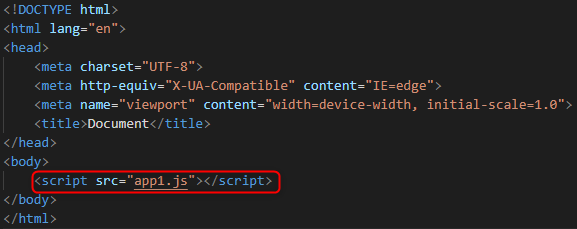 <!DOCTYPE html>
<html lang="en">
<head>
    <meta charset="UTF-8">
    <meta http-equiv="X-UA-Compatible" content="IE=edge">
    <meta name="viewport" content="width=device-width, initial-scale=1.0">
    <title>Document</title>
</head>
<body>
    <script src="app1.js"></script>
</body>
</html>